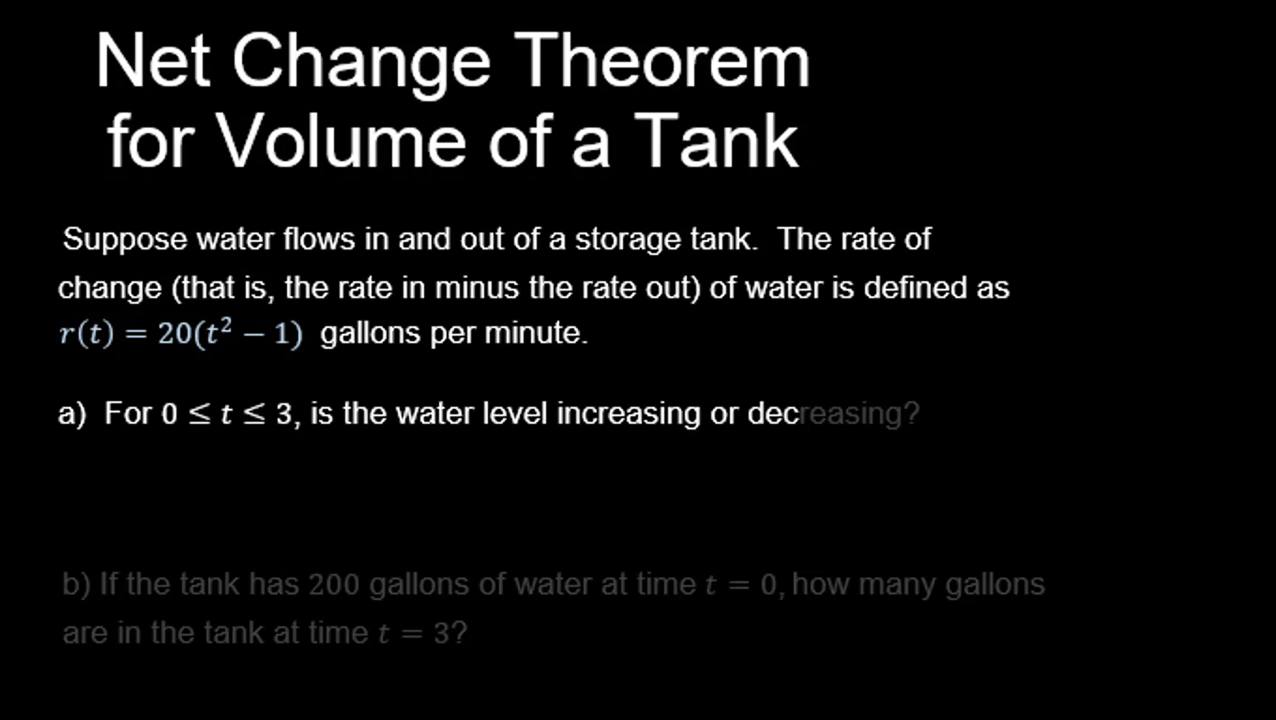 Net Change Theorem
for Volume of a Tank
Suppose water flows in and out of a storage tank. The rate of
change (that is, the rate in minus the rate out) of water is defined as
r(t) = 20(t² − 1) gallons per minute.
a) For 0 ≤ t ≤ 3, is the water level increasing or decreasing?
b) If the tank has 200 gallons of water at time t = 0, how many gallons
are in the tank at time t = 3?